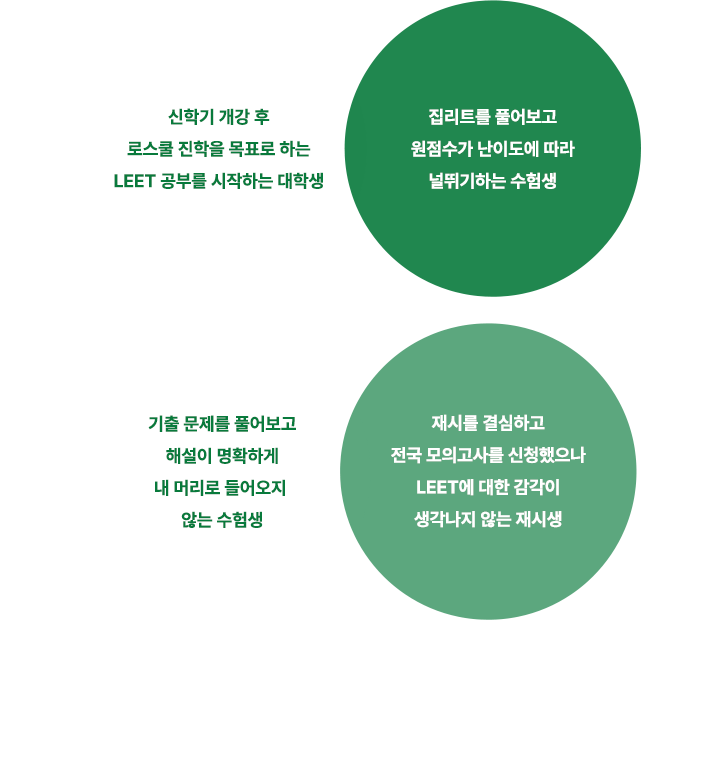 신학기 개강 후
로스쿨 진학을 목표로 하는
LEET 공부를 시작하는 대학생
집리트를 풀어보고
원점수가 난이도에 따라
널뛰기하는 수험생
기출 문제를 풀어보고
해설이 명확하게
내 머리로 들어오지
않는 수험생
재시를 결심하고
전국 모의고사를 신청했으나
LEET에 대한 감각이
생각나지 않는 재시생